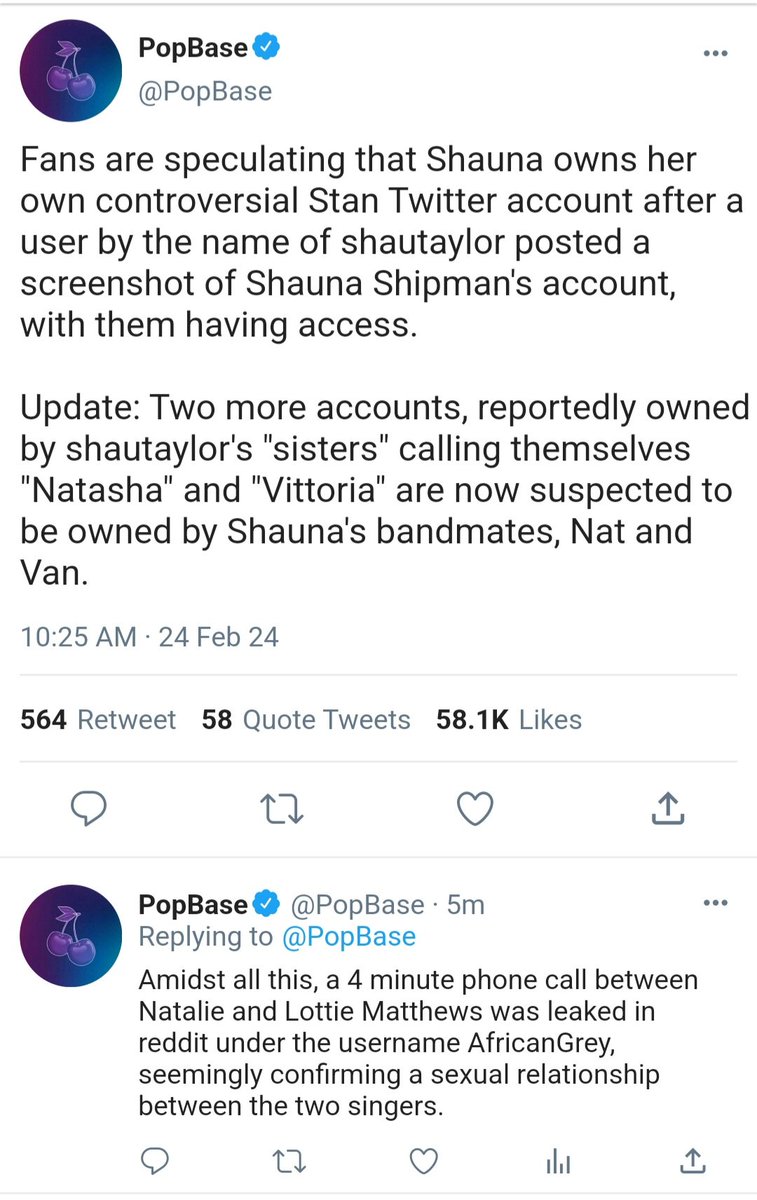 PopBase
@PopBase
Fans are speculating that Shauna owns her
own controversial Stan Twitter account after a
user by the name of shautaylor posted a
screenshot of Shauna Shipman's account,
with them having access.
Update: Two more accounts, reportedly owned
by shautaylor's "sisters" calling themselves
"Natasha" and "Vittoria" are now suspected to
be owned by Shauna's bandmates, Nat and
Van.
10:25 AM · 24 Feb 24
564 Retweet 58 Quote Tweets 58.1K Likes
PopBase @PopBase · 5m
Replying to @PopBase
Amidst all this, a 4 minute phone call between
Natalie and Lottie Matthews was leaked in
reddit under the username AfricanGrey,
seemingly confirming a sexual relationship
between the two singers.